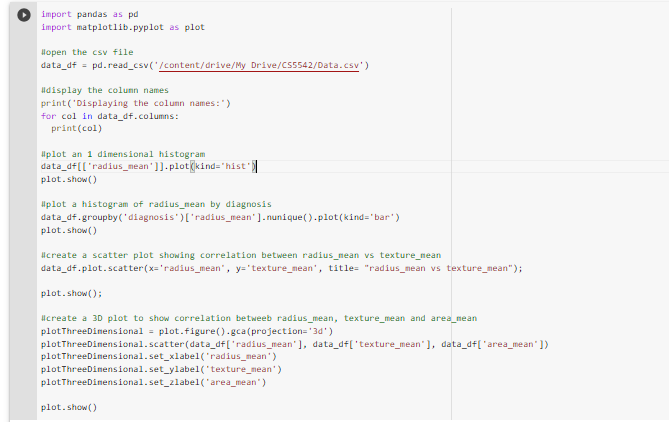 import pandas as pd
import matplotlib.pyplot as plot
#open the csv file
data_df = pd.read_csv('/content/drive/My Drive/CS5542/Data.csv')
#display the column names
print('Displaying the column names:')
for col in data_df.columns:
  print(col)
#plot an 1 dimensional histogram
data_df[['radius_mean']].plot(kind='hist')
plot.show()
#plot a histogram of radius_mean by diagnosis
data_df.groupby('diagnosis')['radius_mean'].nunique().plot(kind='bar')
plot.show()
#create a scatter plot showing correlation between radius_mean vs texture_mean
data_df.plot.scatter(x='radius_mean', y='texture_mean', title= "radius_mean vs texture_mean");
plot.show();
#create a 3D plot to show correlation betweeb radius_mean, texture_mean and area_mean
plotThreeDimensional = plot.figure().gca(projection='3d')
plotThreeDimensional.scatter(data_df['radius_mean'], data_df['texture_mean'], data_df['area_mean'])
plotThreeDimensional.set_xlabel('radius_mean')
plotThreeDimensional.set_ylabel('texture_mean')
plotThreeDimensional.set_zlabel('area_mean')
plot.show()